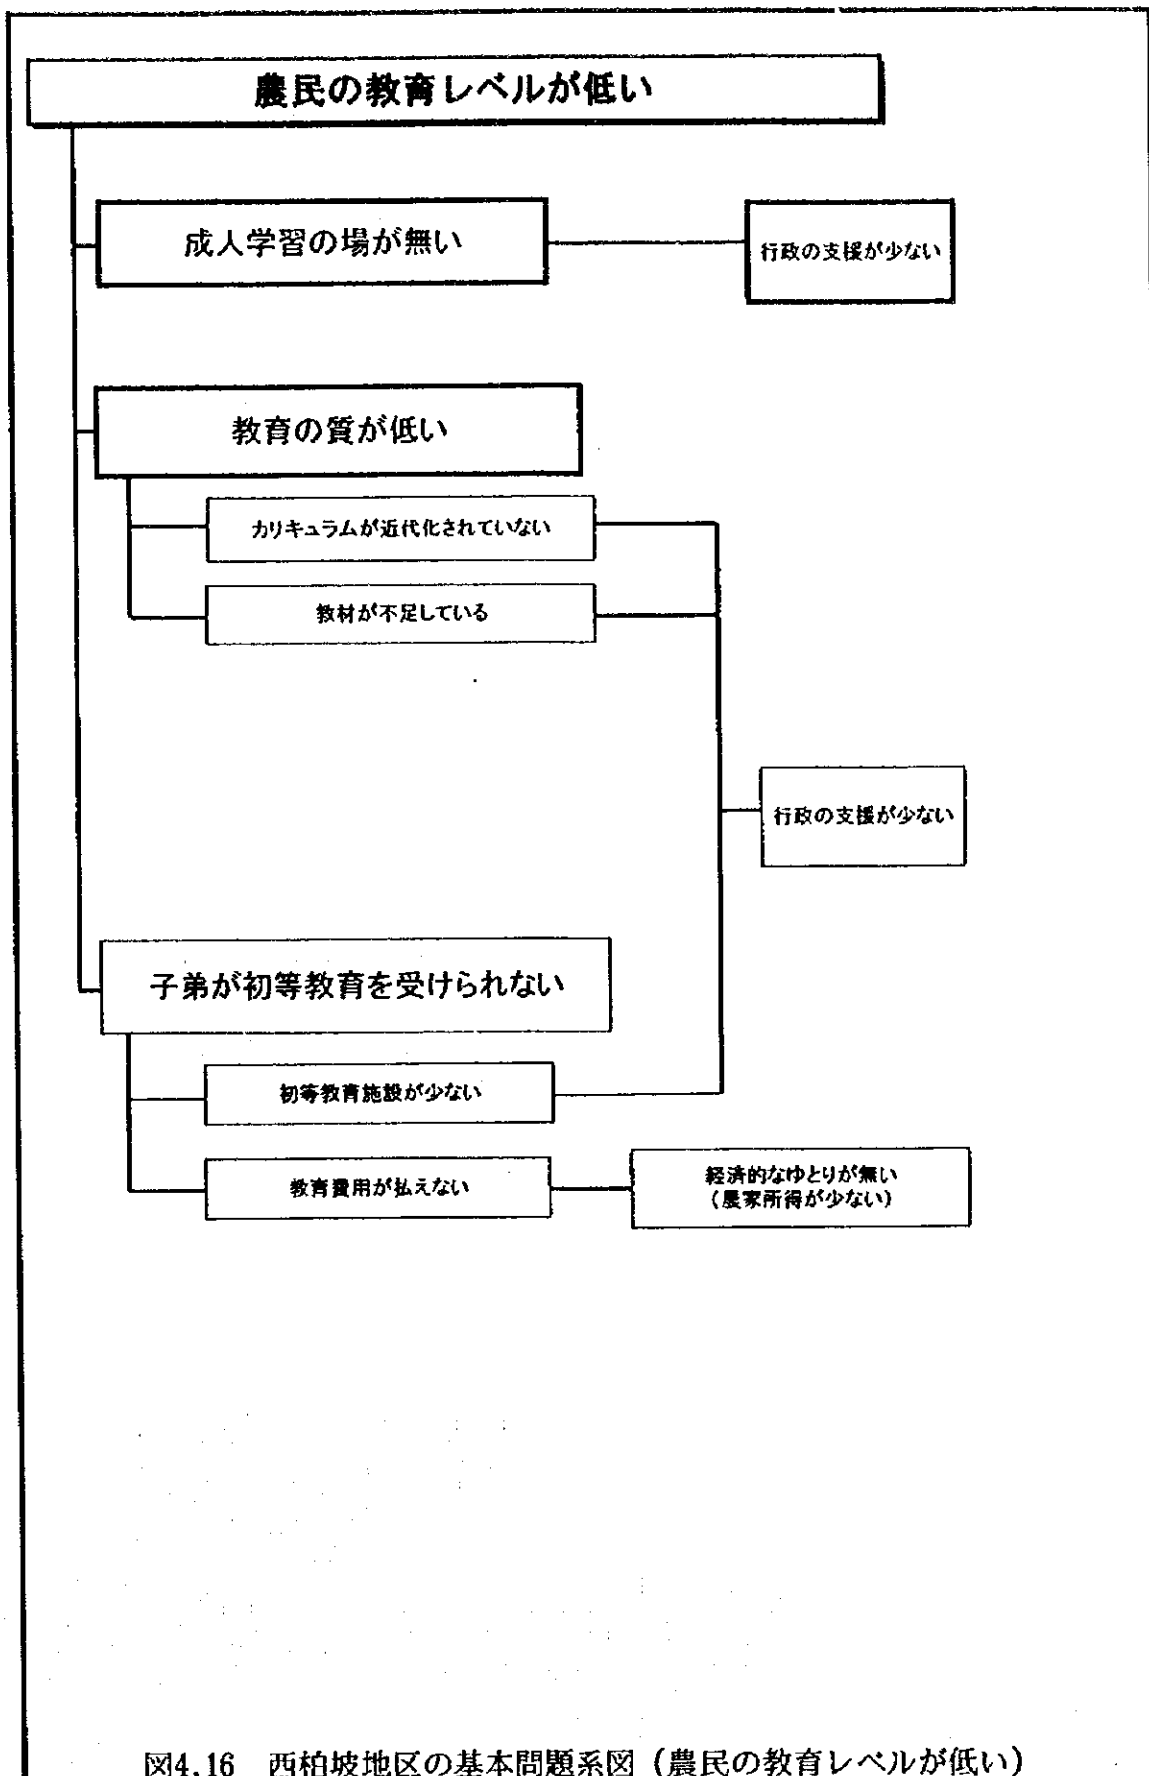 農民の教育レベルが低い
成人学習の場が無い
行政の支援が少ない
教育の質が低い
カリキュラムが近代化されていない
教材が不足している
行政の支援が少ない
子弟が初等教育を受けられない
初等教育施設が少ない
教育費用が払えない
経済的なゆとりが無い
(農家所得が少ない)
図4.16 西柏坡地区の基本問題系図(農民の教育レベルが低い)